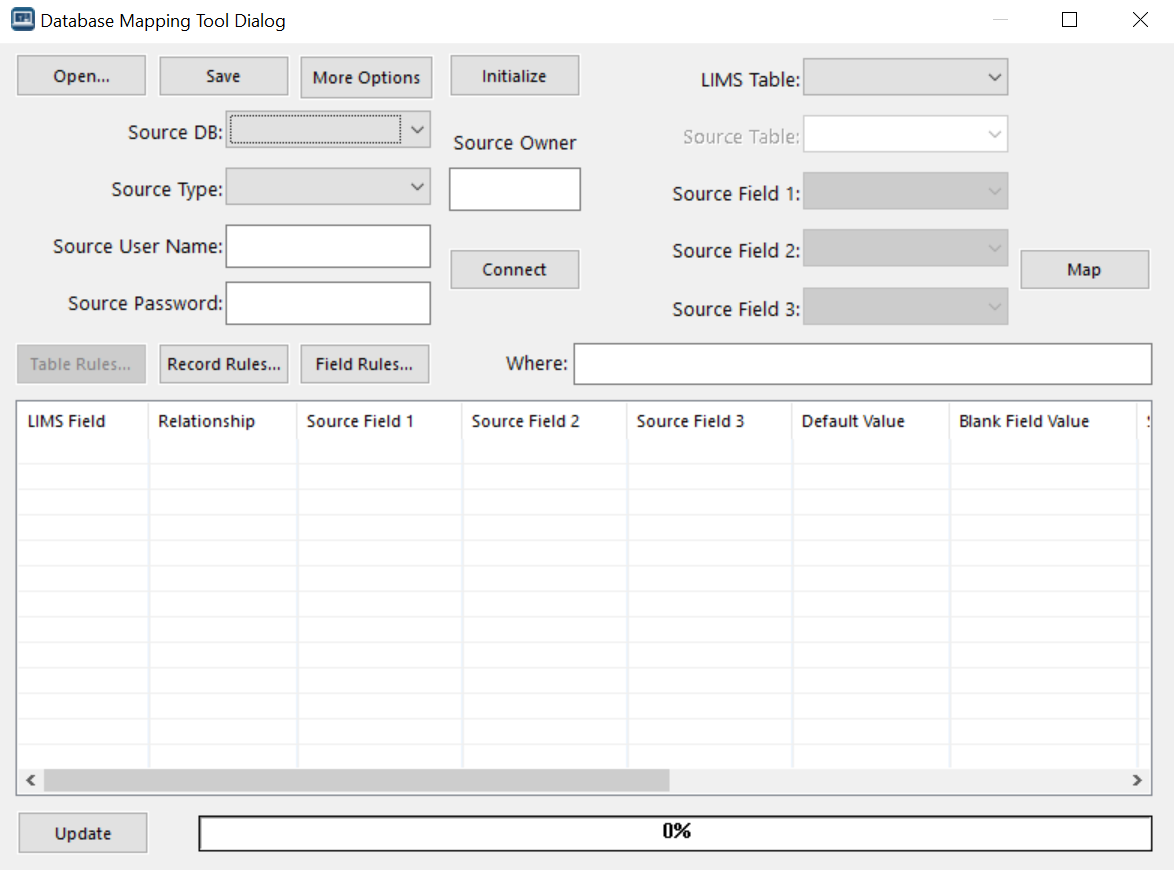 Database Mapping Tool Dialog
Open... Save More Options Initialize LIMS Table:
Source DB: Source Owner Source Table:
Source Type: Source Field 1:
Source User Name: Source Field 2:
Connect Map
Source Password: Source Field 3:
Table Rules... Record Rules... Field Rules... Where:
LIMS Field Relationship Source Field 1 Source Field 2 Source Field 3 Default Value Blank Field Value
Update 0%